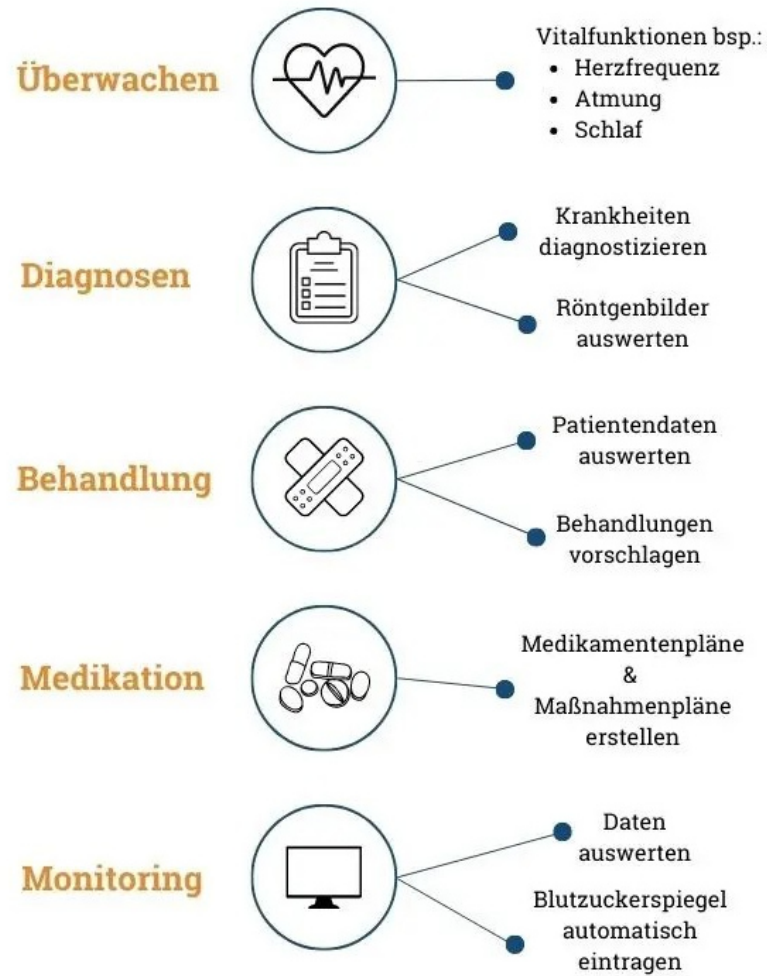 Überwachen
Vitalfunktionen bsp.:
• Herzfrequenz
• Atmung
• Schlaf
Diagnosen
Krankheiten
diagnostizieren
Röntgenbilder
auswerten
Behandlung
Patientendaten
auswerten
Behandlungen
vorschlagen
Medikation
Medikamentenpläne
&
Maßnahmenpläne
erstellen
Monitoring
Daten
auswerten
Blutzuckerspiegel
automatisch
eintragen